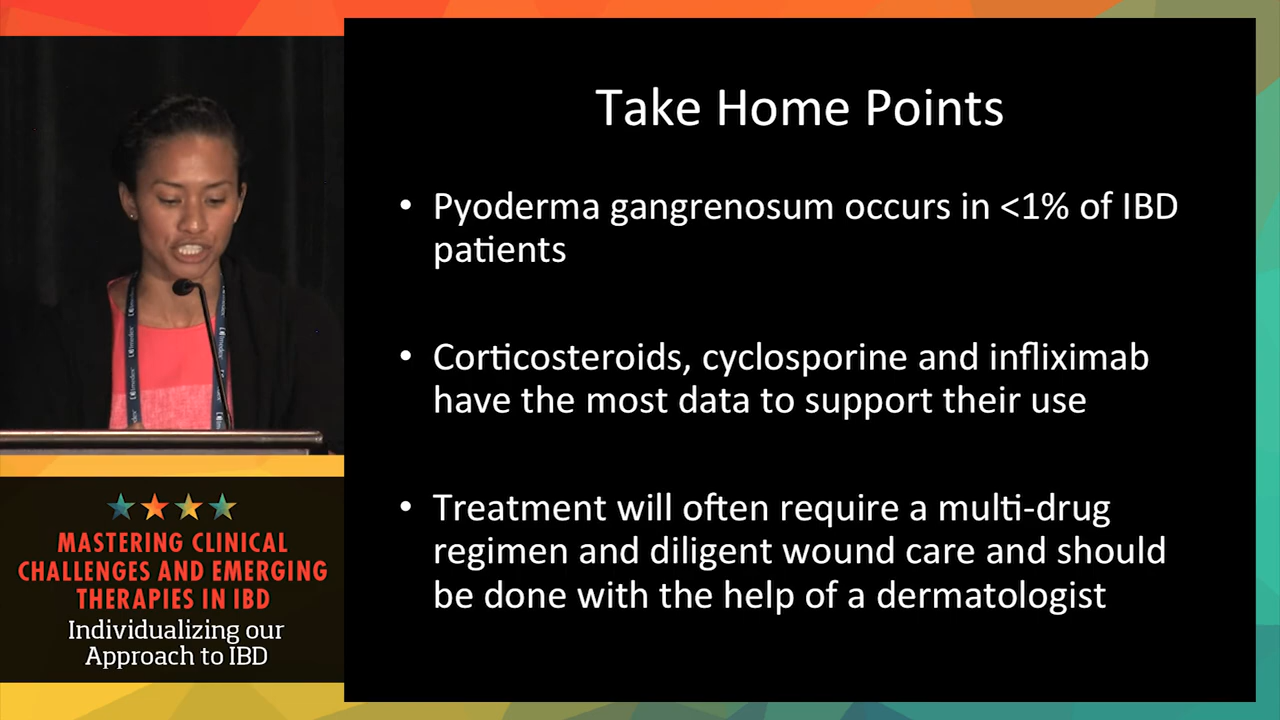 Take Home Points
• Pyoderma gangrenosum occurs in <1% of IBD
patients
• Corticosteroids, cyclosporine and infliximab
have the most data to support their use
• Treatment will often require a multi-drug
regimen and diligent wound care and should
be done with the help of a dermatologist
MASTERING CLINICAL
CHALLENGES AND EMERGING
THERAPIES IN IBD
Individualizing our
Approach to IBD